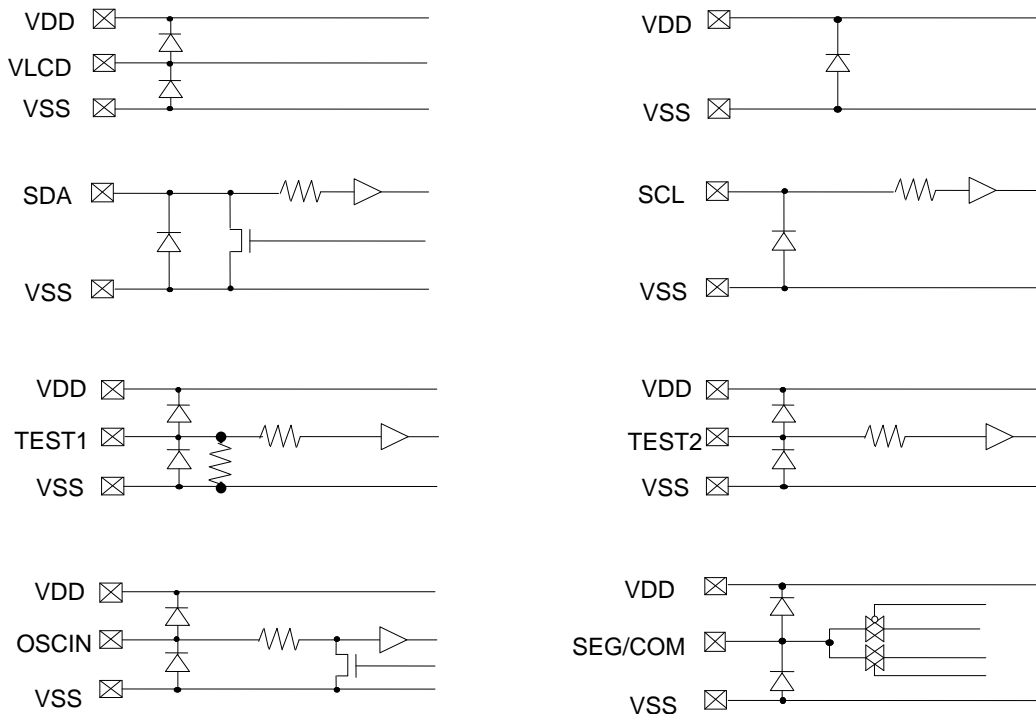 VDD
VLCD
VSS
VDD
VSS
SDA
VSS
SCL
VSS
VDD
TEST1
VSS
VDD
TEST2
VSS
VDD
OSCIN
VSS
VDD
SEG/COM
VSS